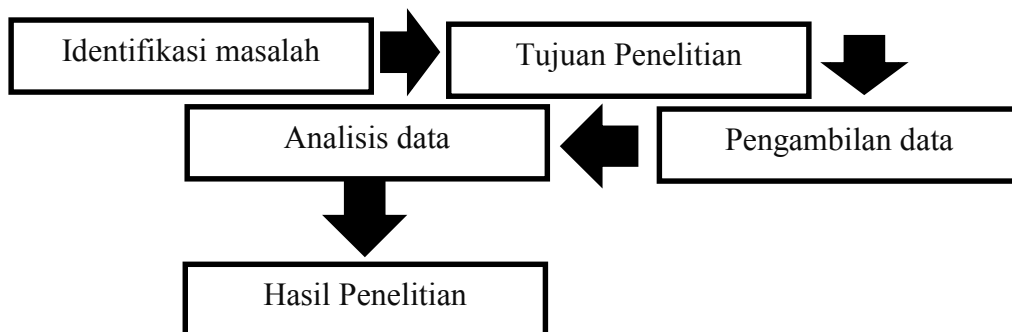 Identifikasi masalah
Tujuan Penelitian
Pengambilan data
Analisis data
Hasil Penelitian